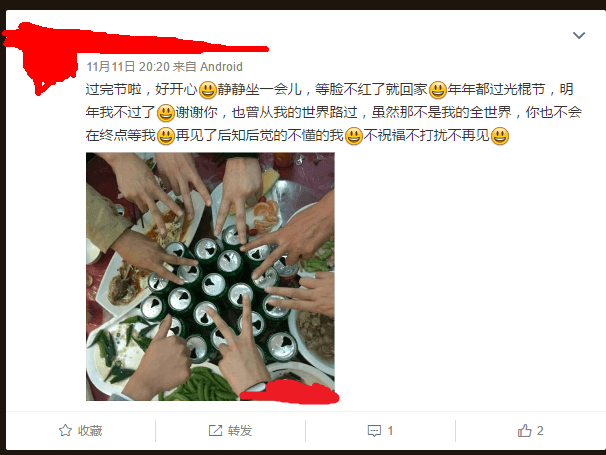 11月11日 20:20 来自 Android
过完节啦，好开心😃静静坐一会儿，等脸不红了就回家😃年年都过光棍节，明
年我不过了😃谢谢你，也曾从我的世界路过，虽然那不是我的全世界，你也不会
在终点等我😃再见了后知后觉的不懂的我😃不祝福不打扰不再见😃
收藏 转发 1 2